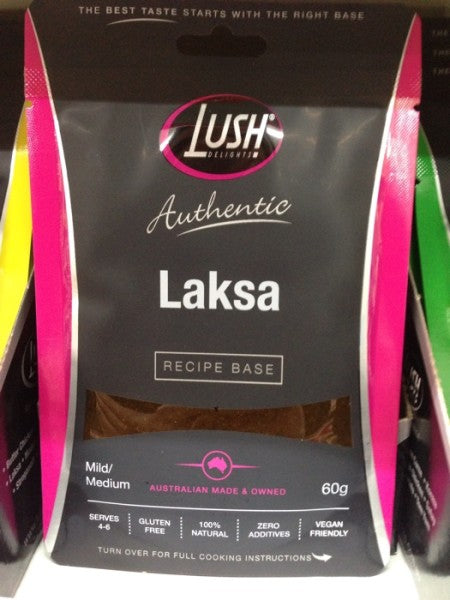 THE BEST TASTE STARTS WITH THE RIGHT BASE
LUSH®
DELIGHTS
Authentic
Laksa
RECIPE BASE
Mild/
Medium
AUSTRALIAN MADE & OWNED
60g
SERVES
4-6
GLUTEN
FREE
100%
NATURAL
ZERO
ADDITIVES
VEGAN
FRIENDLY
TURN OVER FOR FULL COOKING INSTRUCTIONS